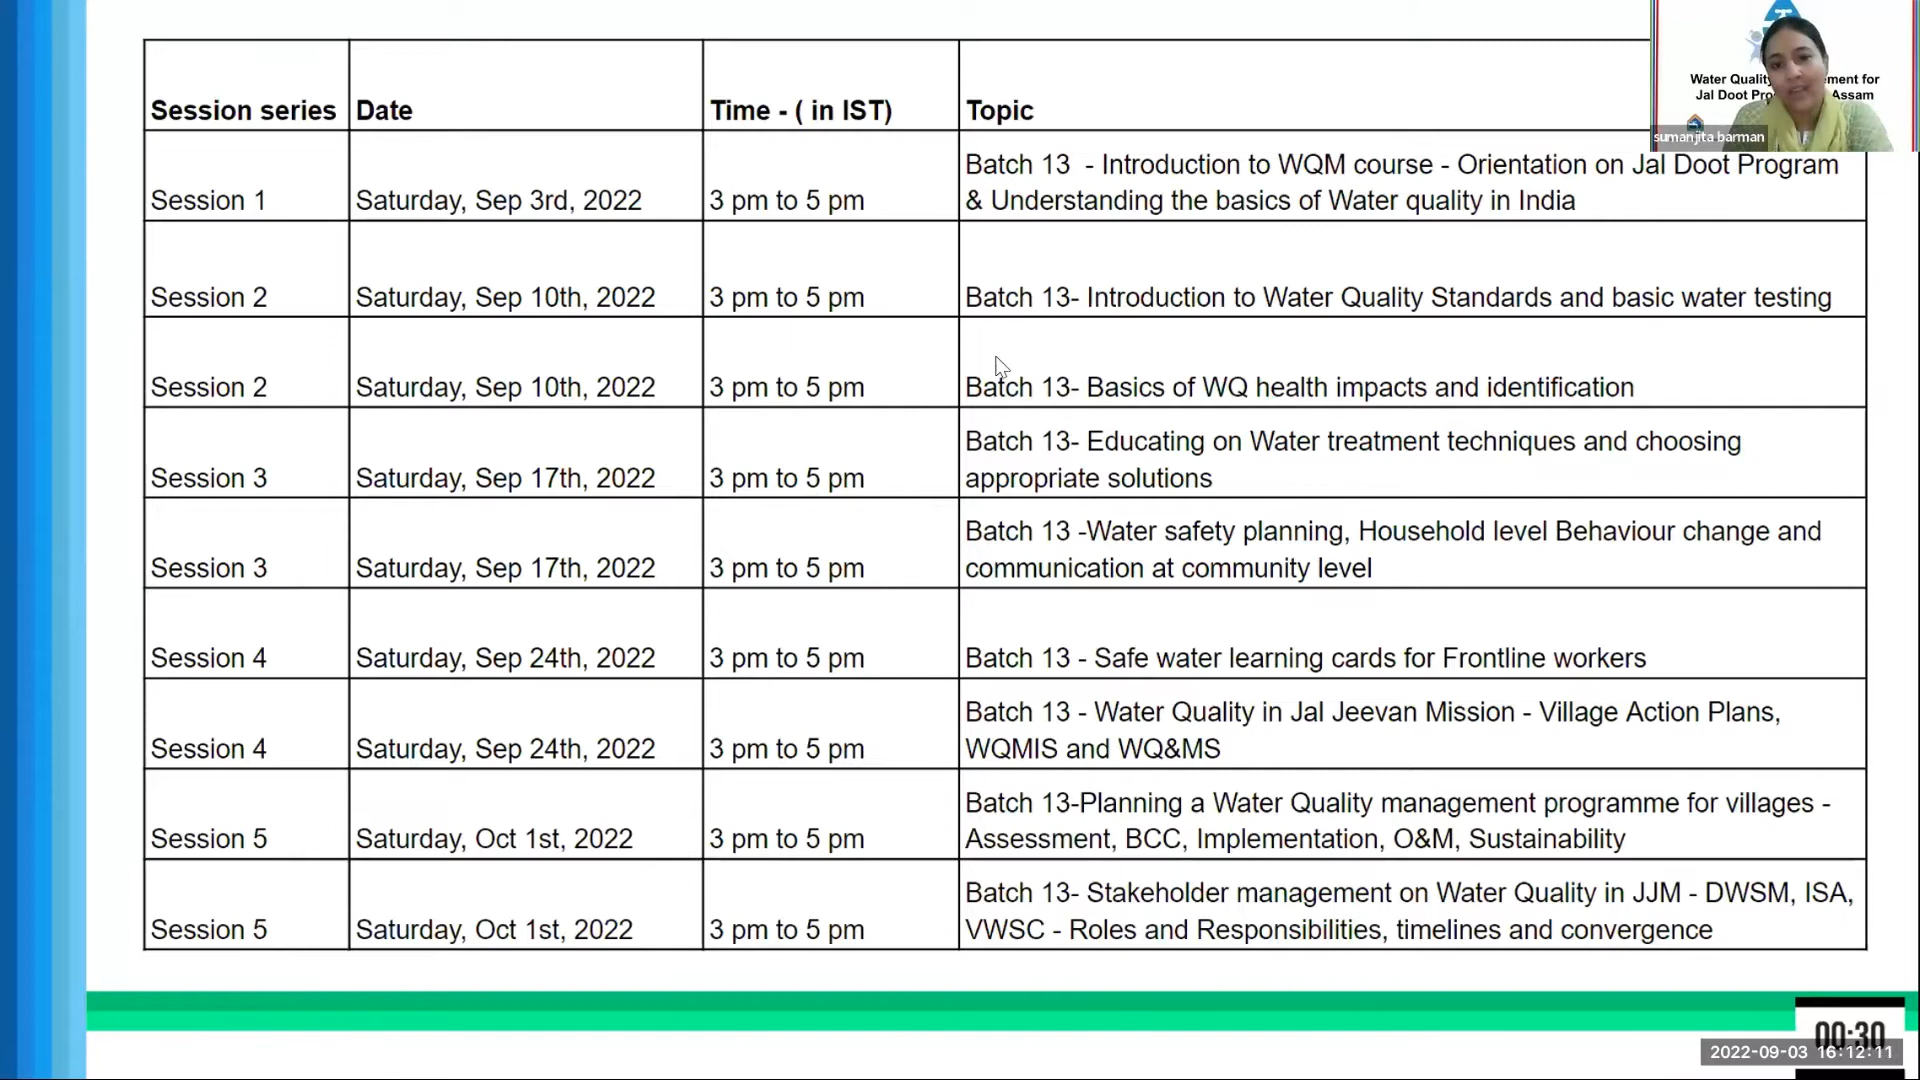 Session series Date Time - ( in IST) Topic
Session 1 Saturday, Sep 3rd, 2022 3 pm to 5 pm Batch 13 - Introduction to WQM course - Orientation on Jal Doot Program
& Understanding the basics of Water quality in India
Session 2 Saturday, Sep 10th, 2022 3 pm to 5 pm Batch 13- Introduction to Water Quality Standards and basic water testing
Session 2 Saturday, Sep 10th, 2022 3 pm to 5 pm Batch 13- Basics of WQ health impacts and identification
Session 3 Saturday, Sep 17th, 2022 3 pm to 5 pm Batch 13- Educating on Water treatment techniques and choosing
appropriate solutions
Session 3 Saturday, Sep 17th, 2022 3 pm to 5 pm Batch 13 -Water safety planning, Household level Behaviour change and
communication at community level
Session 4 Saturday, Sep 24th, 2022 3 pm to 5 pm Batch 13 - Safe water learning cards for Frontline workers
Session 4 Saturday, Sep 24th, 2022 3 pm to 5 pm Batch 13 - Water Quality in Jal Jeevan Mission - Village Action Plans,
WQMIS and WQ&MS
Session 5 Saturday, Oct 1st, 2022 3 pm to 5 pm Batch 13-Planning a Water Quality management programme for villages -
Assessment, BCC, Implementation, O&M, Sustainability
Session 5 Saturday, Oct 1st, 2022 3 pm to 5 pm Batch 13- Stakeholder management on Water Quality in JJM - DWSM, ISA,
VWSC - Roles and Responsibilities, timelines and convergence
Water Quality for
Jal Doot Assam
sumanjita barman
00:30
2022-09-03 16:12:11